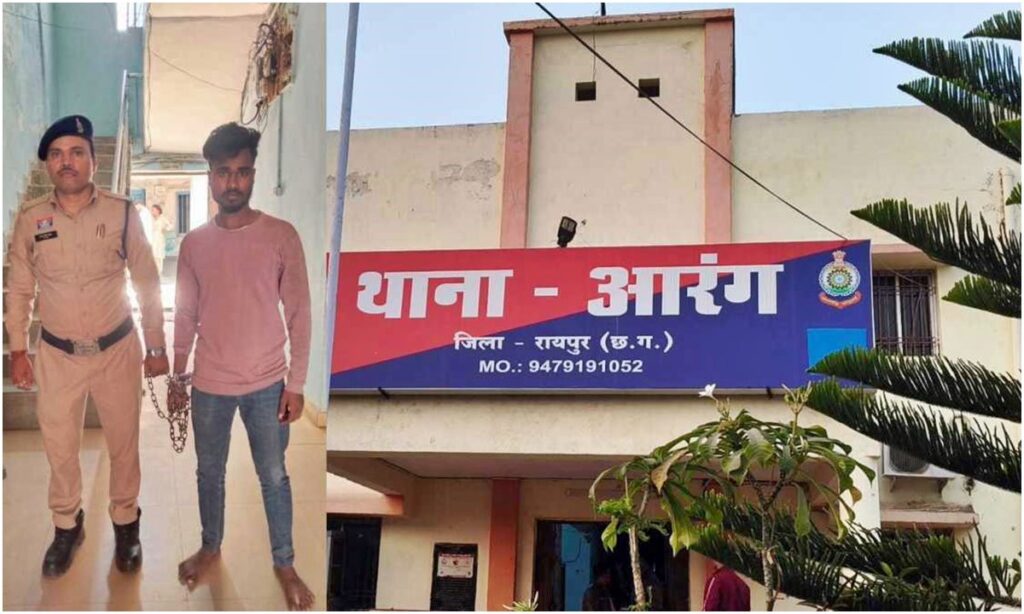 थाना - आरंग
जिला - रायपुर (छ.ग.)
MO.: 9479191052